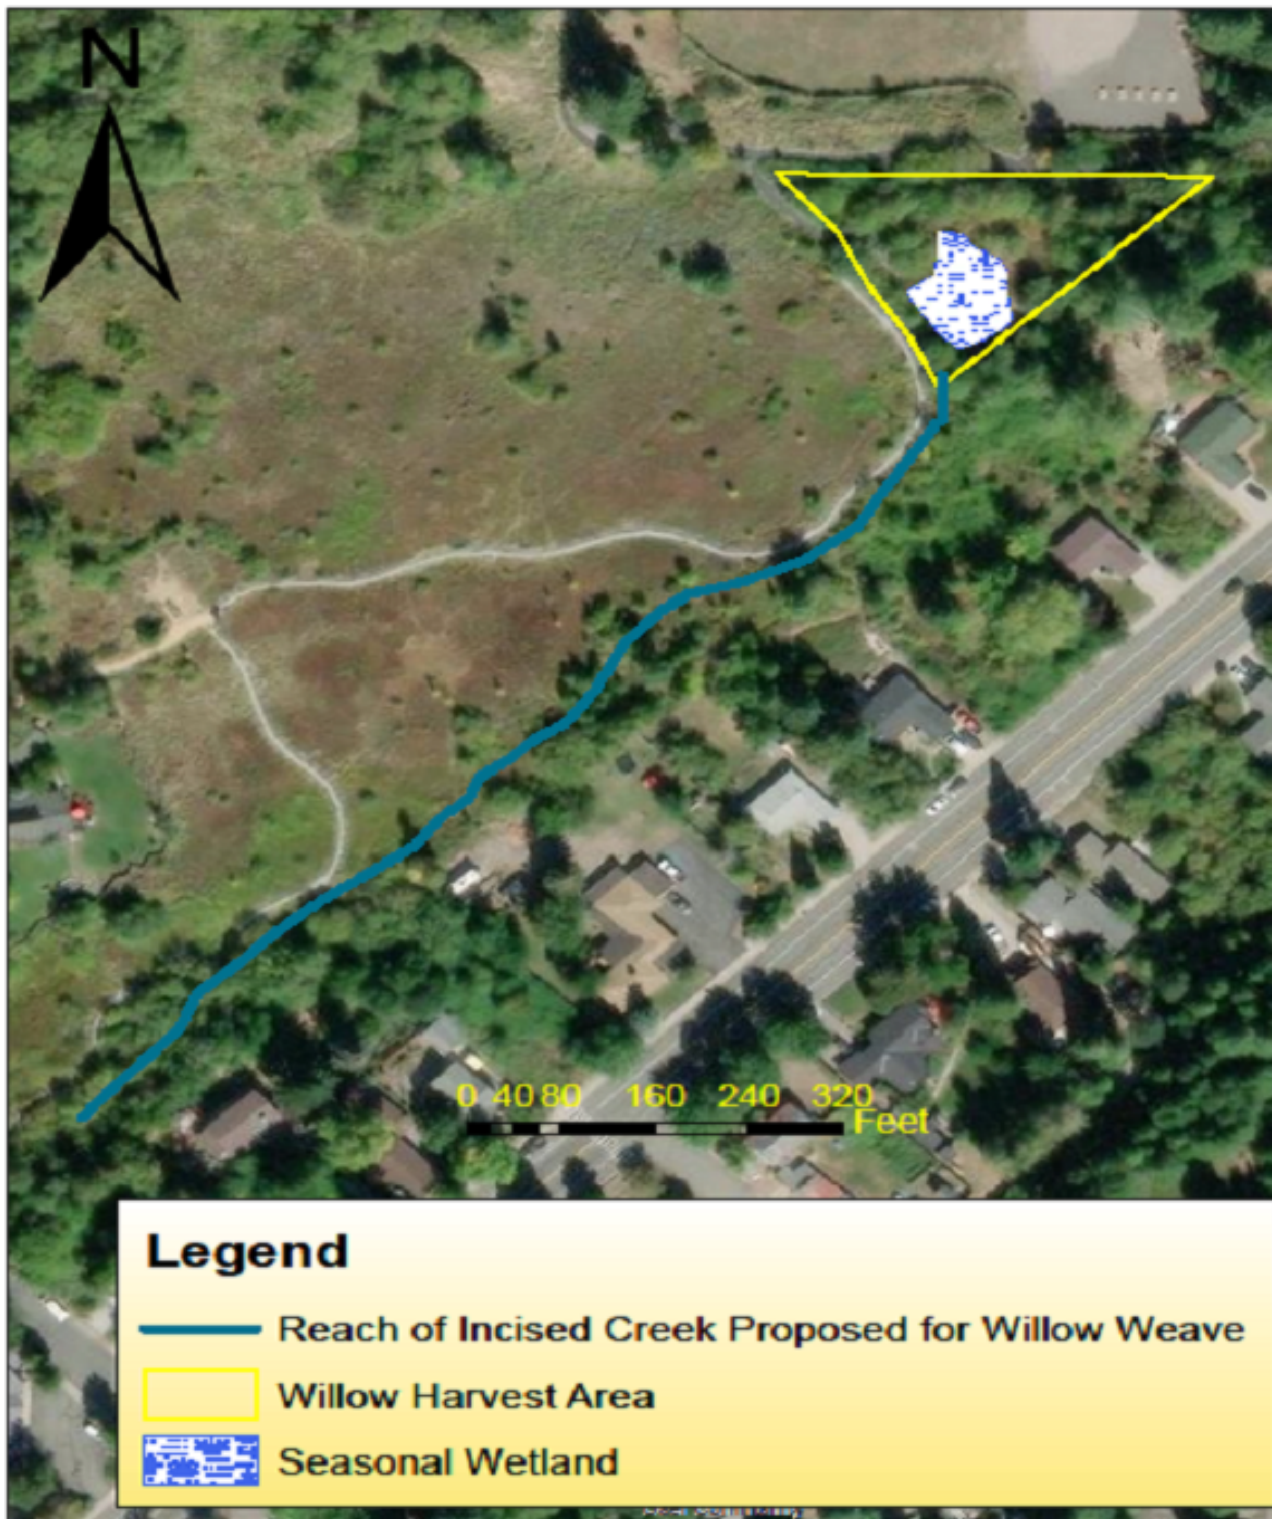 N
0 40 80 160 240 320
Feet
Legend
Reach of Incised Creek Proposed for Willow Weave
Willow Harvest Area
Seasonal Wetland